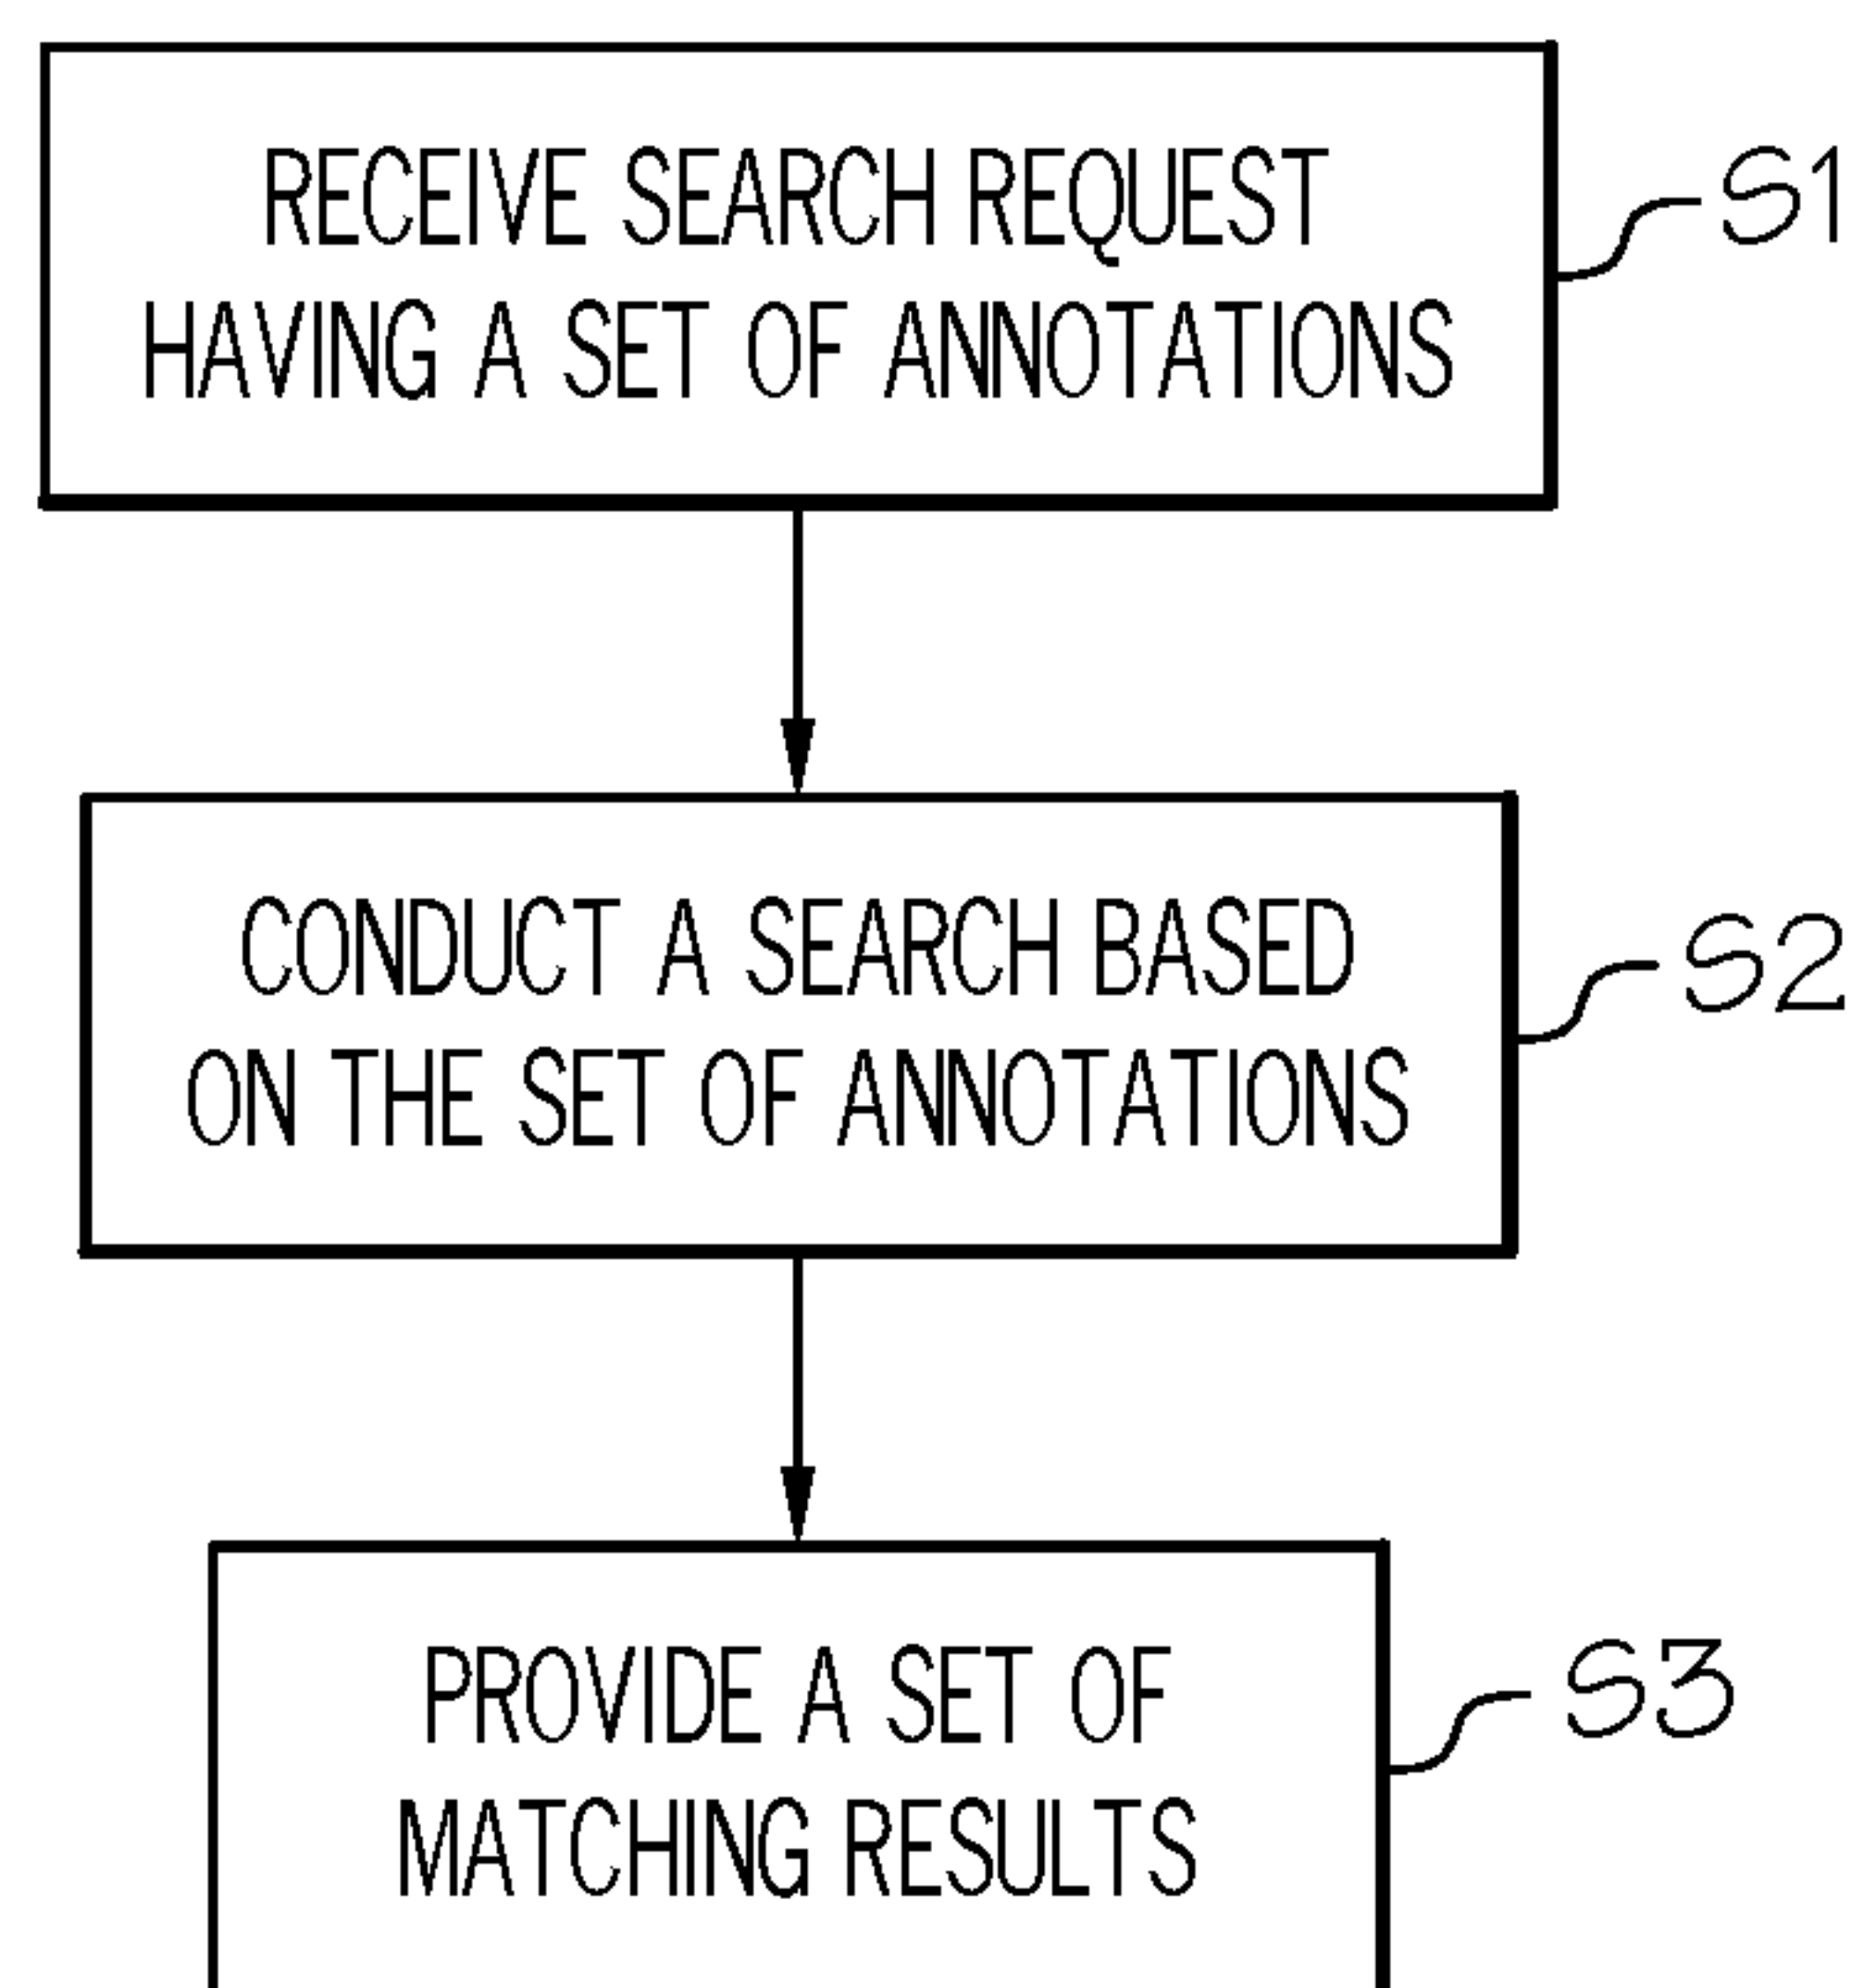 RECEIVE SEARCH REQUEST
HAVING A SET OF ANNOTATIONS
S1
CONDUCT A SEARCH BASED
ON THE SET OF ANNOTATIONS
S2
PROVIDE A SET OF
MATCHING RESULTS
S3